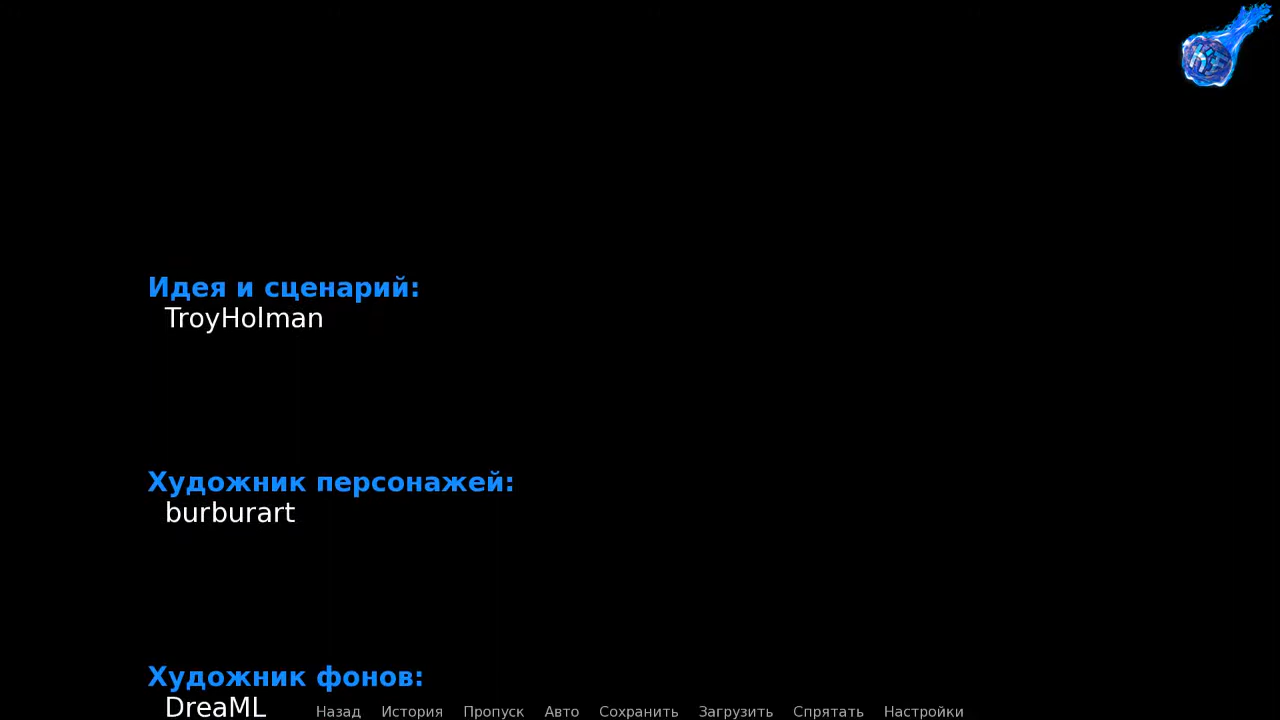 Идея и сценарий:
TroyHolman
Художник персонажей:
burburart
Художник фонов:
DreaML
Назад История Пропуск Авто Сохранить Загрузить Спрятать Настройки